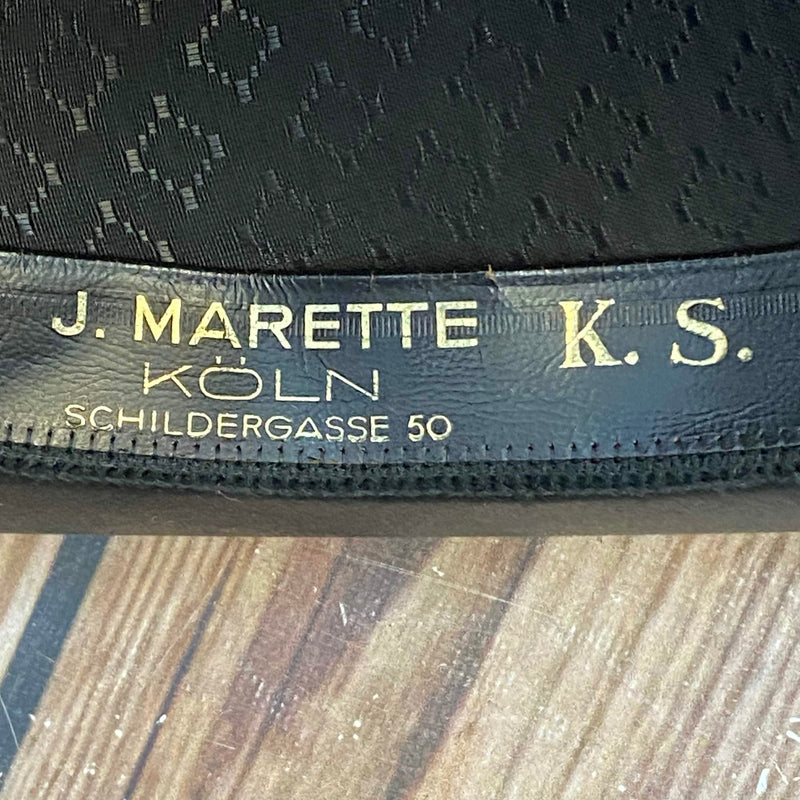 J. MARETTE
KÖLN
SCHILDERGASSE 50
K. S.